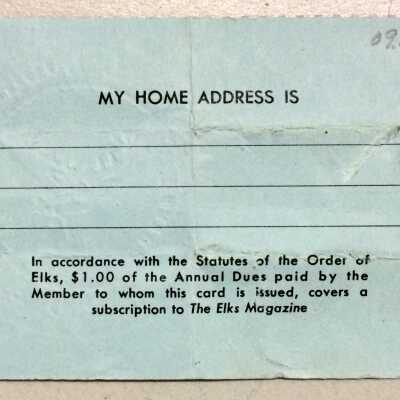 MY HOME ADDRESS IS
In accordance with the Statutes of the Order of
Elks, $1.00 of the Annual Dues paid by the
Member to whom this card is issued, covers a
subscription to The Elks Magazine